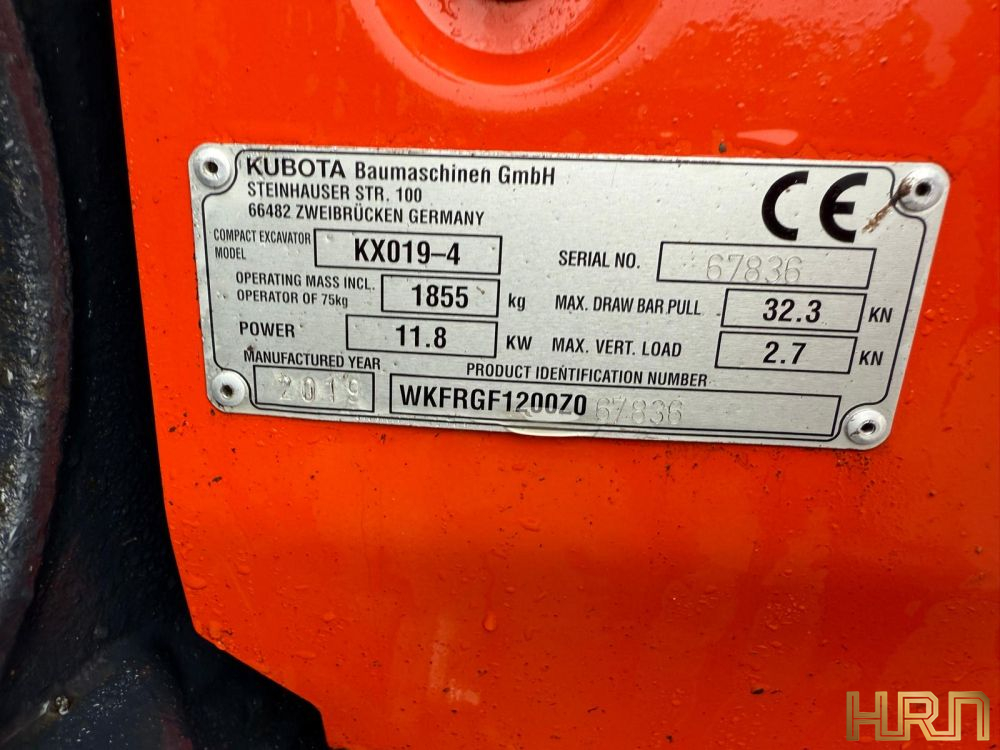 KUBOTA Baumaschinen GmbH
STEINHAUSER STR. 100
66482 ZWEIBRÜCKEN GERMANY
CE
COMPACT EXCAVATOR MODEL KX019–4
SERIAL NO. 67836
OPERATING MASS INCL. OPERATOR OF 75kg 1855 kg
MAX. DRAW BAR PULL 32.3 KN
POWER 11.8 KW
MAX. VERT. LOAD 2.7 KN
MANUFACTURED YEAR
2019
PRODUCT IDENTIFICATION NUMBER
WKFRGF1200Z067836
HRN